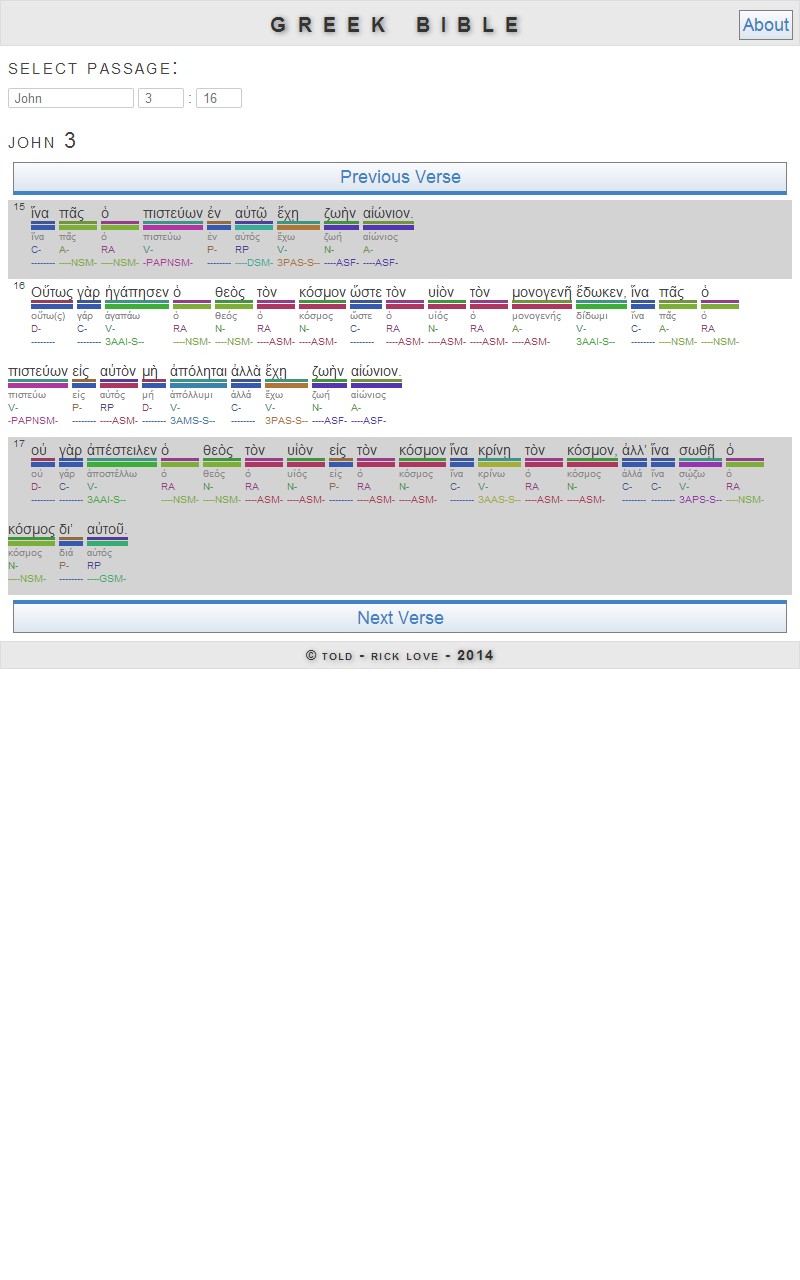 GREEK BIBLE
About
SELECT PASSAGE:
John 3 : 16
JOHN 3
Previous Verse
15 ἵνα πᾶς ὁ πιστεύων ἐν αὐτῷ ἔχῃ ζωὴν αἰώνιον.
ἵνα πᾶς ὁ πιστεύω ἐν αὐτός ἔχω ζωή αἰώνιος
C- A- RA V- P- RP V- N- A-
-------- ----NSM- ----NSM- -PAPNSM- -------- ----DSM- 3PAS-S-- ----ASF- ----ASF-
16 Οὕτως γὰρ ἠγάπησεν ὁ θεὸς τὸν κόσμον ὥστε τὸν υἱὸν τὸν μονογενῆ ἔδωκεν, ἵνα πᾶς ὁ
οὕτω(ς) γάρ ἀγαπάω ὁ θεός ὁ κόσμος ὥστε ὁ υἱός ὁ μονογενής δίδωμι ἵνα πᾶς ὁ
D- C- V- RA N- RA N- C- RA N- RA A- V- C- A- RA
-------- -------- 3AAI-S-- ----NSM- ----NSM- ----ASM- ----ASM- -------- ----ASM- ----ASM- ----ASM- ----ASM- 3AAI-S-- -------- ----NSM- ----NSM-
πιστεύων εἰς αὐτὸν μὴ ἀπόληται ἀλλὰ ἔχῃ ζωὴν αἰώνιον.
πιστεύω εἰς αὐτός μή ἀπόλλυμι ἀλλά ἔχω ζωή αἰώνιος
V- P- RP D- V- C- V- N- A-
-PAPNSM- -------- ----ASM- -------- 3AMS-S-- -------- 3PAS-S-- ----ASF- ----ASF-
17 οὐ γὰρ ἀπέστειλεν ὁ θεὸς τὸν υἱὸν εἰς τὸν κόσμον ἵνα κρίνῃ τὸν κόσμον, ἀλλ’ ἵνα σωθῇ ὁ
οὐ γάρ ἀποστέλλω ὁ θεός ὁ υἱός εἰς ὁ κόσμος ἵνα κρίνω ὁ κόσμος ἀλλά ἵνα σῴζω ὁ
D- C- V- RA N- RA N- P- RA N- C- V- RA N- C- C- V- RA
-------- -------- 3AAI-S-- ----NSM- ----NSM- ----ASM- ----ASM- -------- ----ASM- ----ASM- -------- 3AAS-S-- ----ASM- ----ASM- -------- -------- 3APS-S-- ----NSM-
κόσμος δι’ αὐτοῦ.
κόσμος διά αὐτός
N- P- RP
----NSM- -------- ----GSM-
Next Verse
© TOLD - RICK LOVE - 2014